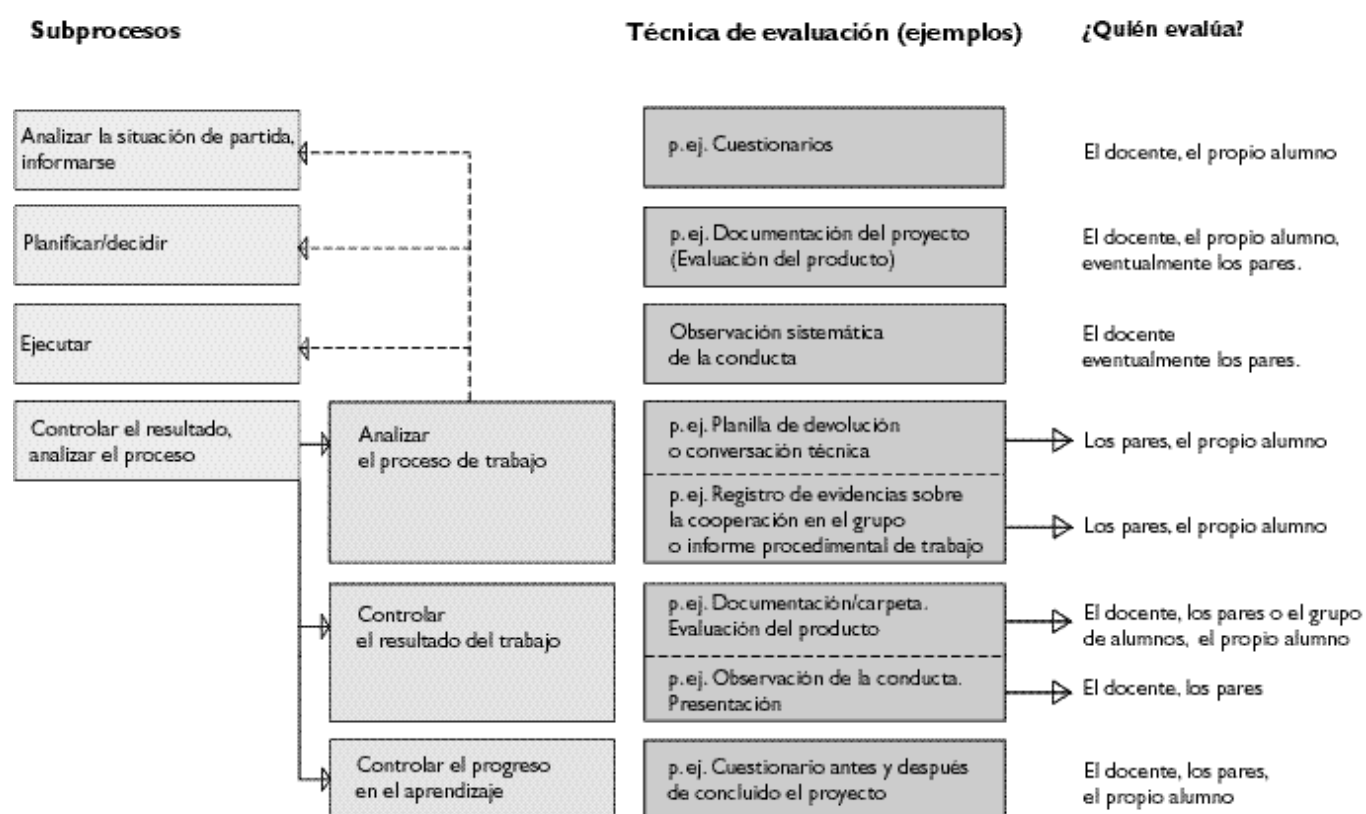 Subprocesos
Técnica de evaluación (ejemplos)
¿Quién evalúa?
Analizar la situación de partida,
informarse
p. ej. Cuestionarios
El docente, el propio alumno
Planificar/decidir
p. ej. Documentación del proyecto
(Evaluación del producto)
El docente, el propio alumno,
eventualmente los pares.
Ejecutar
Observación sistemática
de la conducta
El docente
eventualmente los pares.
Controlar el resultado,
analizar el proceso
Analizar
el proceso de trabajo
p. ej. Planilla de devolución
o conversación técnica
Los pares, el propio alumno
p. ej. Registro de evidencias sobre
la cooperación en el grupo
o informe procedimental de trabajo
Los pares, el propio alumno
Controlar
el resultado del trabajo
p. ej. Documentación/carpeta.
Evaluación del producto
El docente, los pares o el grupo
de alumnos, el propio alumno
p. ej. Observación de la conducta.
Presentación
El docente, los pares
Controlar el progreso
en el aprendizaje
p. ej. Cuestionario antes y después
de concluido el proyecto
El docente, los pares,
el propio alumno